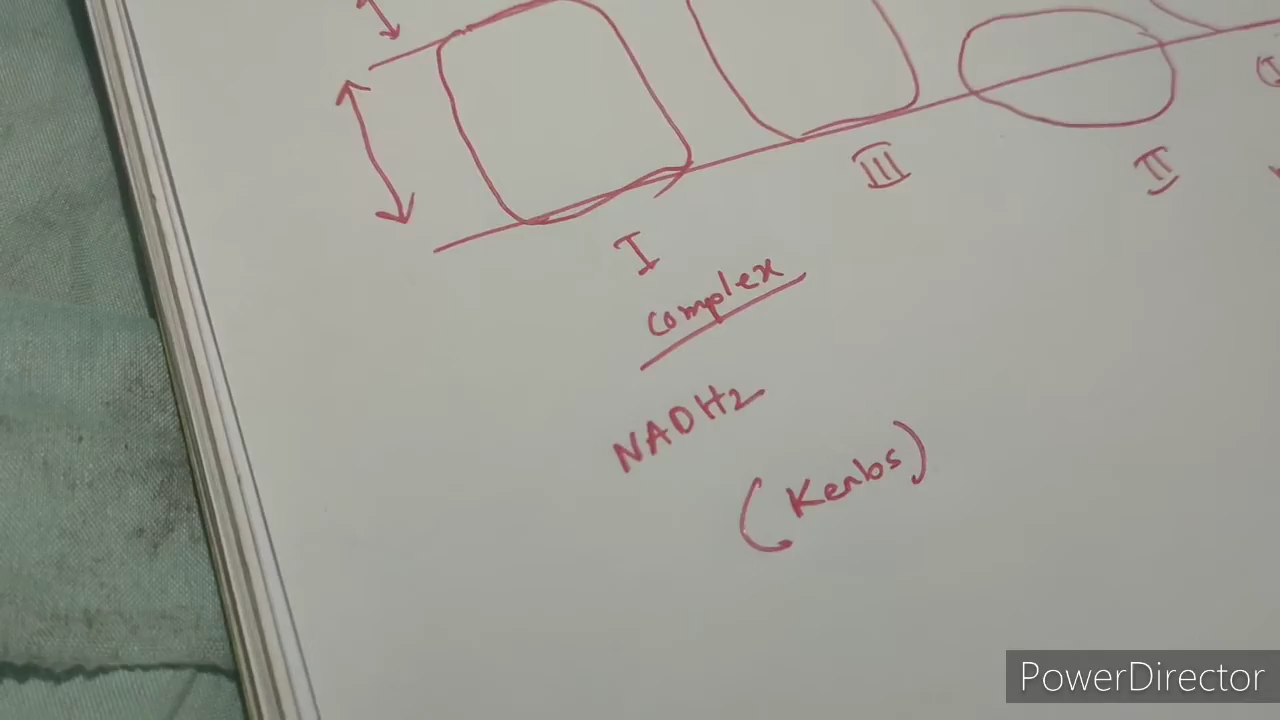 III
II
I
complex
NADH2
(Kerbs)
PowerDirector